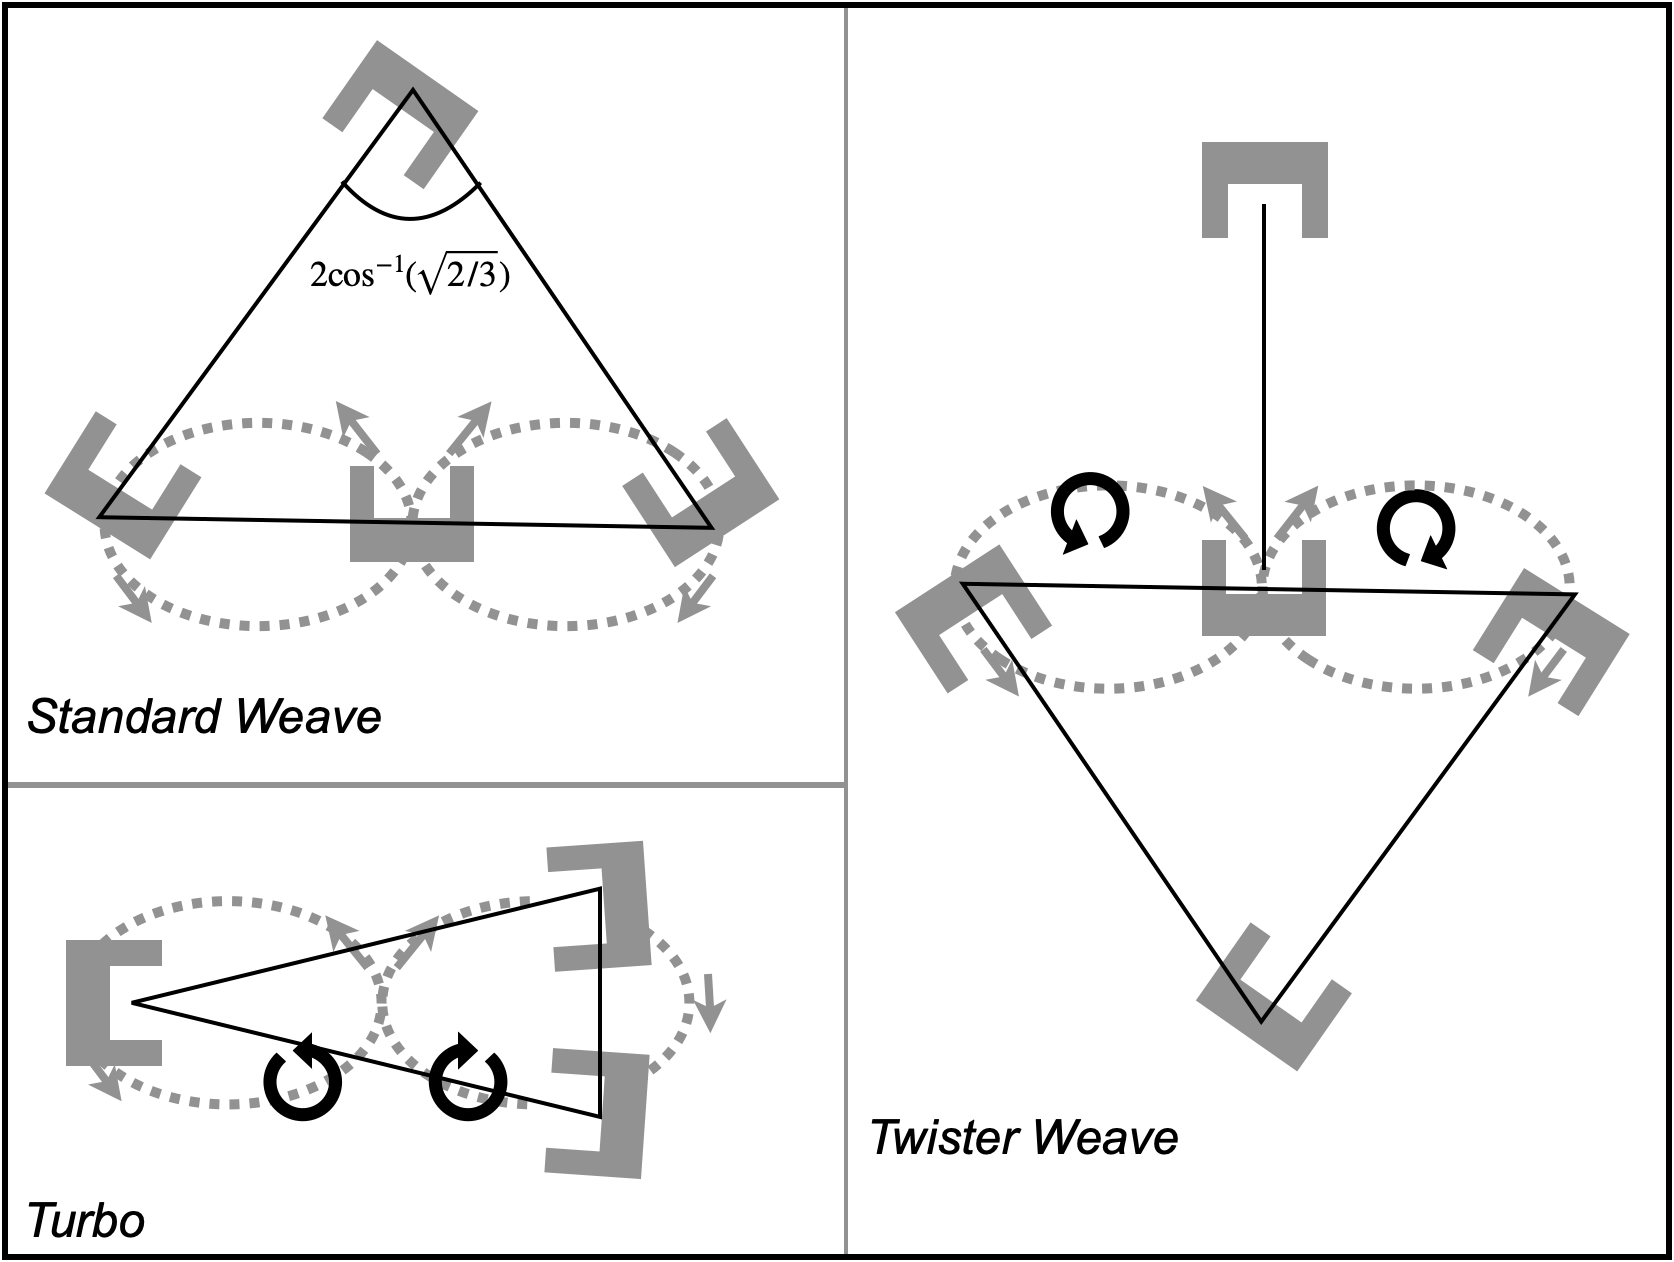 2cos⁻¹(√2/3)
Standard Weave
Turbo
Twister Weave